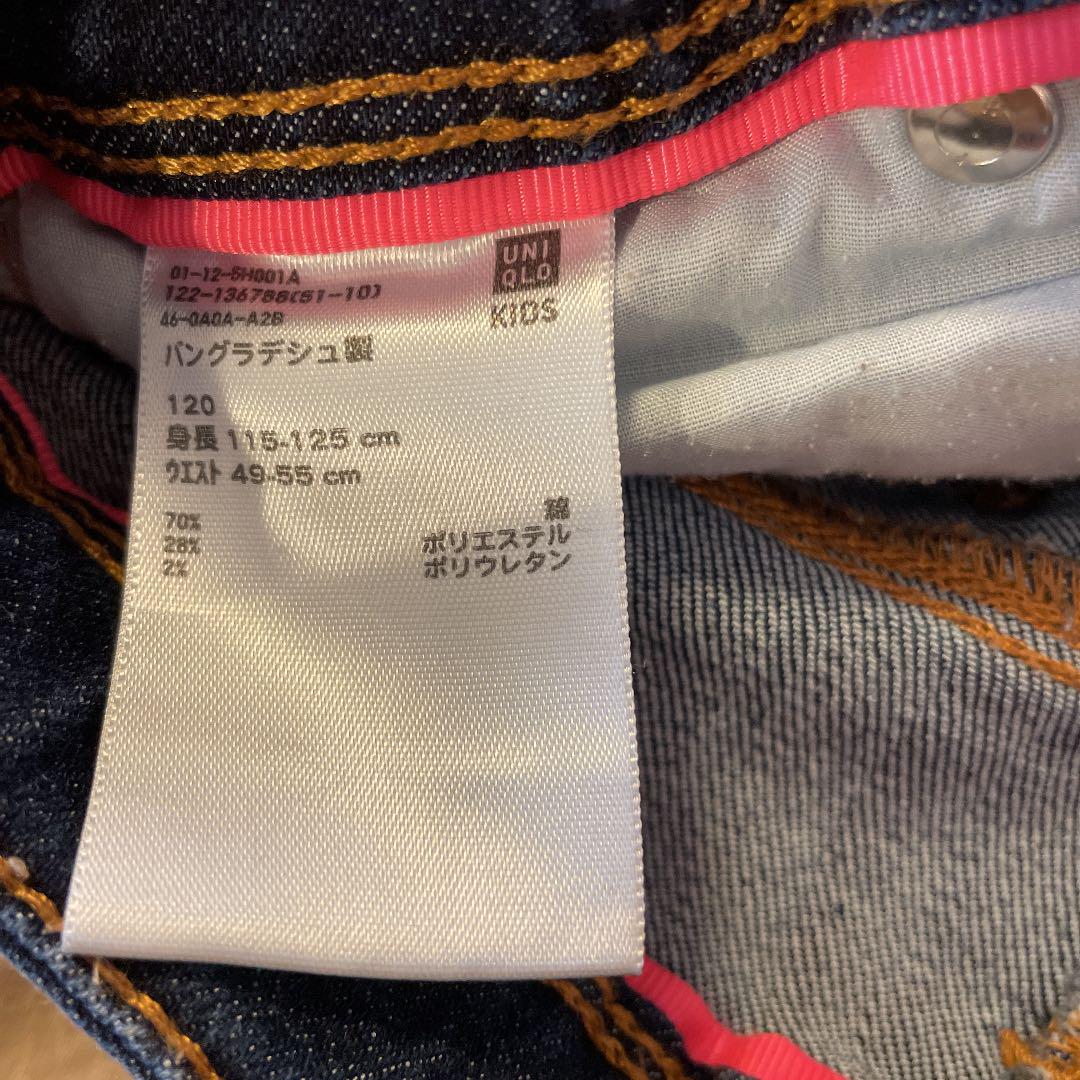 UNI
QLO
KIDS
01-12-5H001A
122-136788(51-10)
46-0A0A-A2B
バングラデシュ製
120
身長 115-125 cm
ウエスト 49-55 cm
70% 綿
28% ポリエステル
2% ポリウレタン